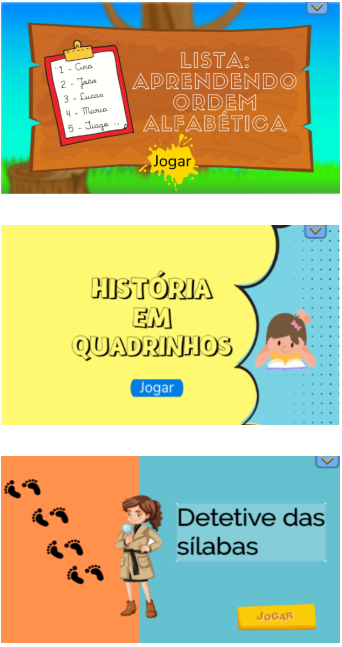 1 - Cina
2 - João
3 - Lucas
4 - Maria
5 - Tiago
LISTA:
APRENDENDO
ORDEM
ALFABÉTICA
Jogar
HISTÓRIA
EM
QUADRINHOS
Jogar
Detetive das
sílabas
JOGAR